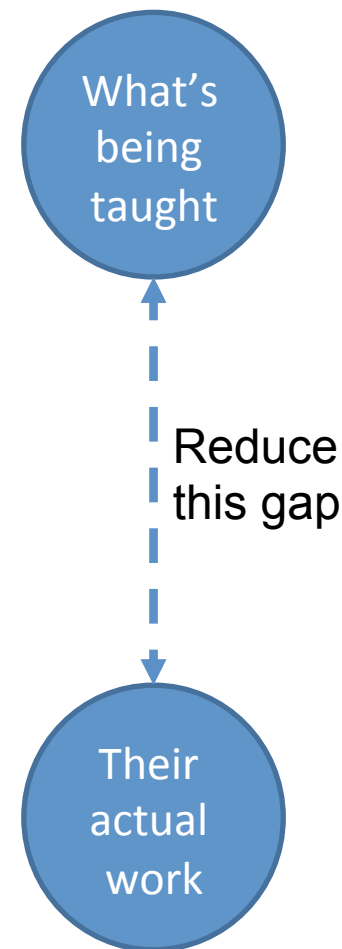 What’s
being
taught
Reduce
this gap
Their
actual
work